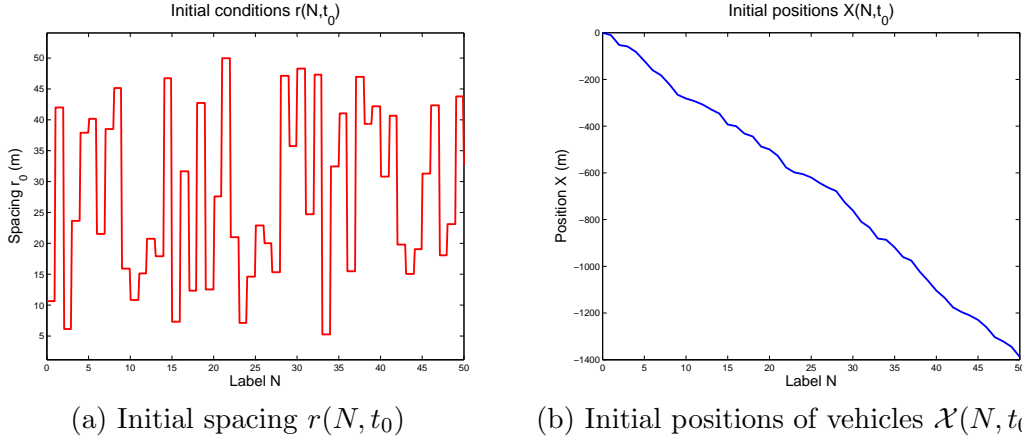 Initial conditions r(N,t0)
50
45
40
35
30
25
20
15
10
5
Spacing r0 (m)
0 5 10 15 20 25 30 35 40 45 50
Label N
(a) Initial spacing r(N, t0)
Initial positions X(N,t0)
0
−200
−400
−600
−800
−1000
−1200
−1400
Position X (m)
0 5 10 15 20 25 30 35 40 45 50
Label N
(b) Initial positions of vehicles 𝒳(N, t0